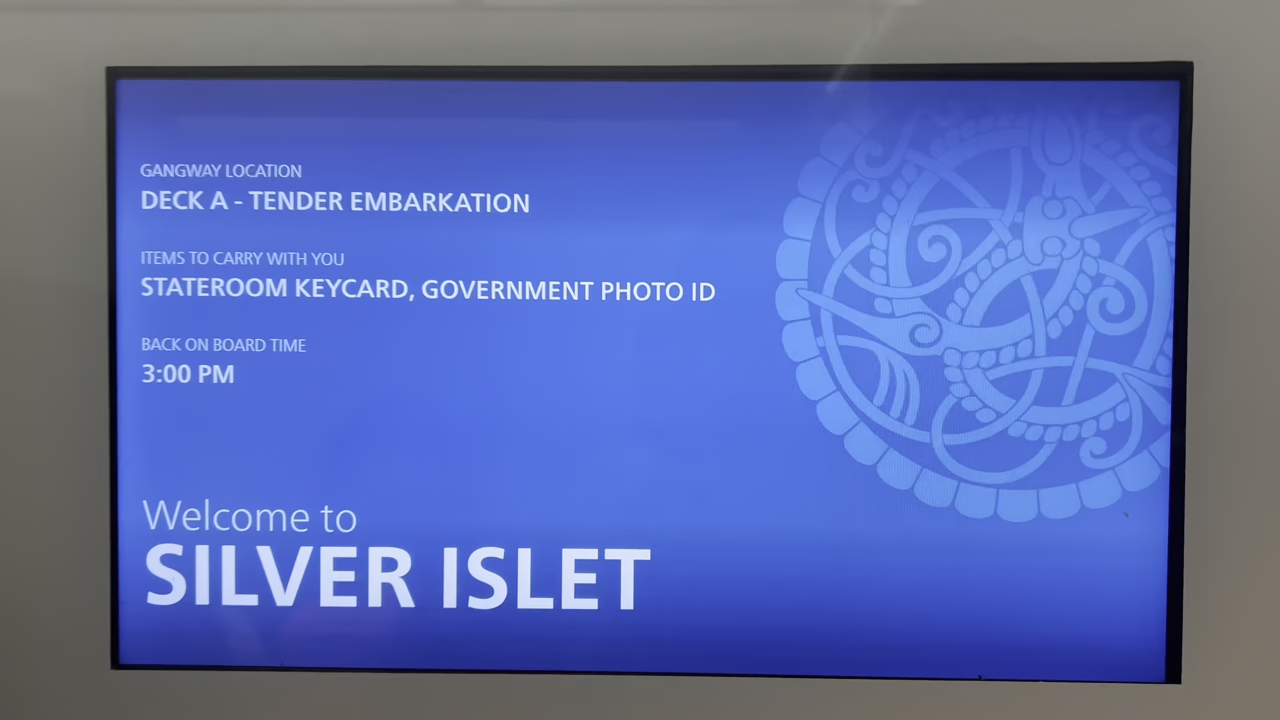 GANGWAY LOCATION
DECK A - TENDER EMBARKATION
ITEMS TO CARRY WITH YOU
STATEROOM KEYCARD, GOVERNMENT PHOTO ID
BACK ON BOARD TIME
3:00 PM
Welcome to
SILVER ISLET